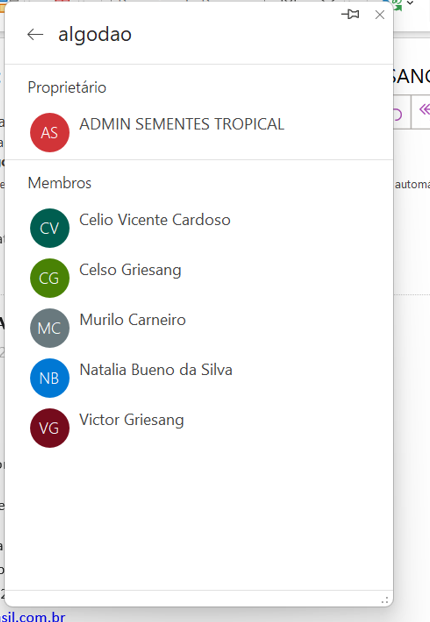 algodao
SANG
Proprietário
AS
ADMIN SEMENTES TROPICAL
automa
Membros
CV
Celio Vicente Cardoso
CG
Celso Griesang
MC
Murilo Carneiro
NB
Natalia Bueno da Silva
VG
Victor Griesang
sil.com.br